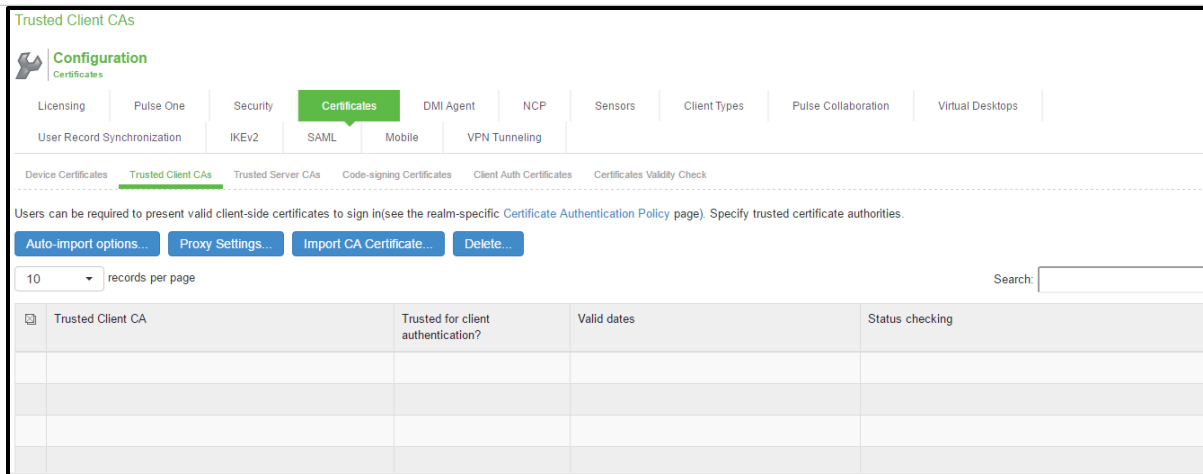 Trusted Client CAs
Configuration
Certificates
Licensing Pulse One Security Certificates DMI Agent NCP Sensors Client Types Pulse Collaboration Virtual Desktops
User Record Synchronization IKEv2 SAML Mobile VPN Tunneling
Device Certificates Trusted Client CAs Trusted Server CAs Code-signing Certificates Client Auth Certificates Certificates Validity Check
Users can be required to present valid client-side certificates to sign in(see the realm-specific Certificate Authentication Policy page). Specify trusted certificate authorities.
Auto-import options... Proxy Settings... Import CA Certificate... Delete...
10 records per page Search:
Trusted Client CA Trusted for client Valid dates Status checking
authentication?